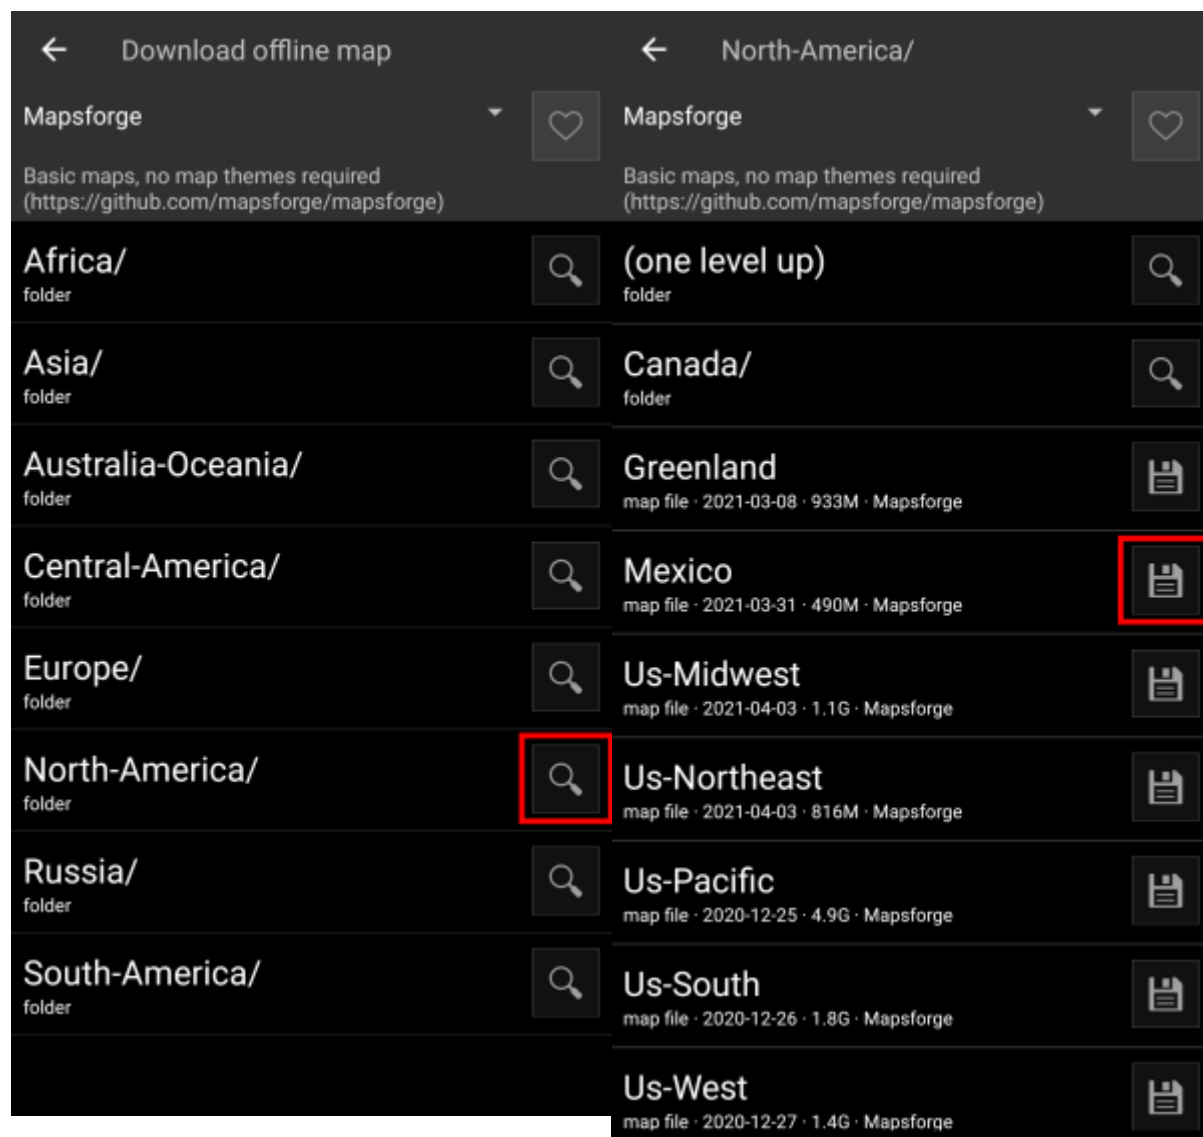 Download offline map
Mapsforge
Basic maps, no map themes required
(https://github.com/mapsforge/mapsforge)
Africa/
folder
Asia/
folder
Australia-Oceania/
folder
Central-America/
folder
Europe/
folder
North-America/
folder
Russia/
folder
South-America/
folder
North-America/
Mapsforge
Basic maps, no map themes required
(https://github.com/mapsforge/mapsforge)
(one level up)
folder
Canada/
folder
Greenland
map file · 2021-03-08 · 933M · Mapsforge
Mexico
map file · 2021-03-31 · 490M · Mapsforge
Us-Midwest
map file · 2021-04-03 · 1.1G · Mapsforge
Us-Northeast
map file · 2021-04-03 · 816M · Mapsforge
Us-Pacific
map file · 2020-12-25 · 4.9G · Mapsforge
Us-South
map file · 2020-12-26 · 1.8G · Mapsforge
Us-West
map file · 2020-12-27 · 1.4G · Mapsforge